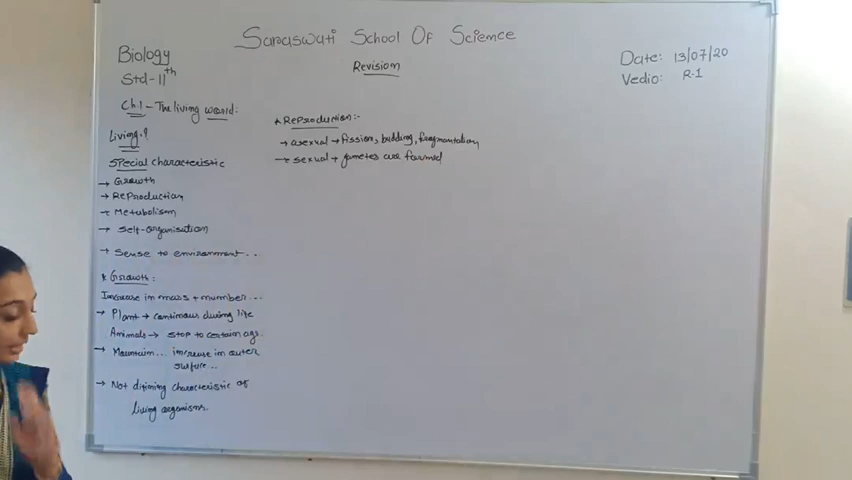 Saraswati School Of Science
Biology
Std-11th
Revision
Date: 13/07/20
Vedio: R.1
Ch.1 - The living world:
Living?
Special characteristic
→ Growth
→ Reproduction
→ Metabolism
→ Self-organisation
→ Sense to environment...
* Growth:
Increase in mass + number...
→ Plant → continous during life
Animals → stop to certain age.
→ Mountain... increase in outer
surface...
→ Not difining characteristic of
living organisms.
* Reproduction:-
→ asexual → fission, budding, fragmentation
→ sexual → gametes are formed